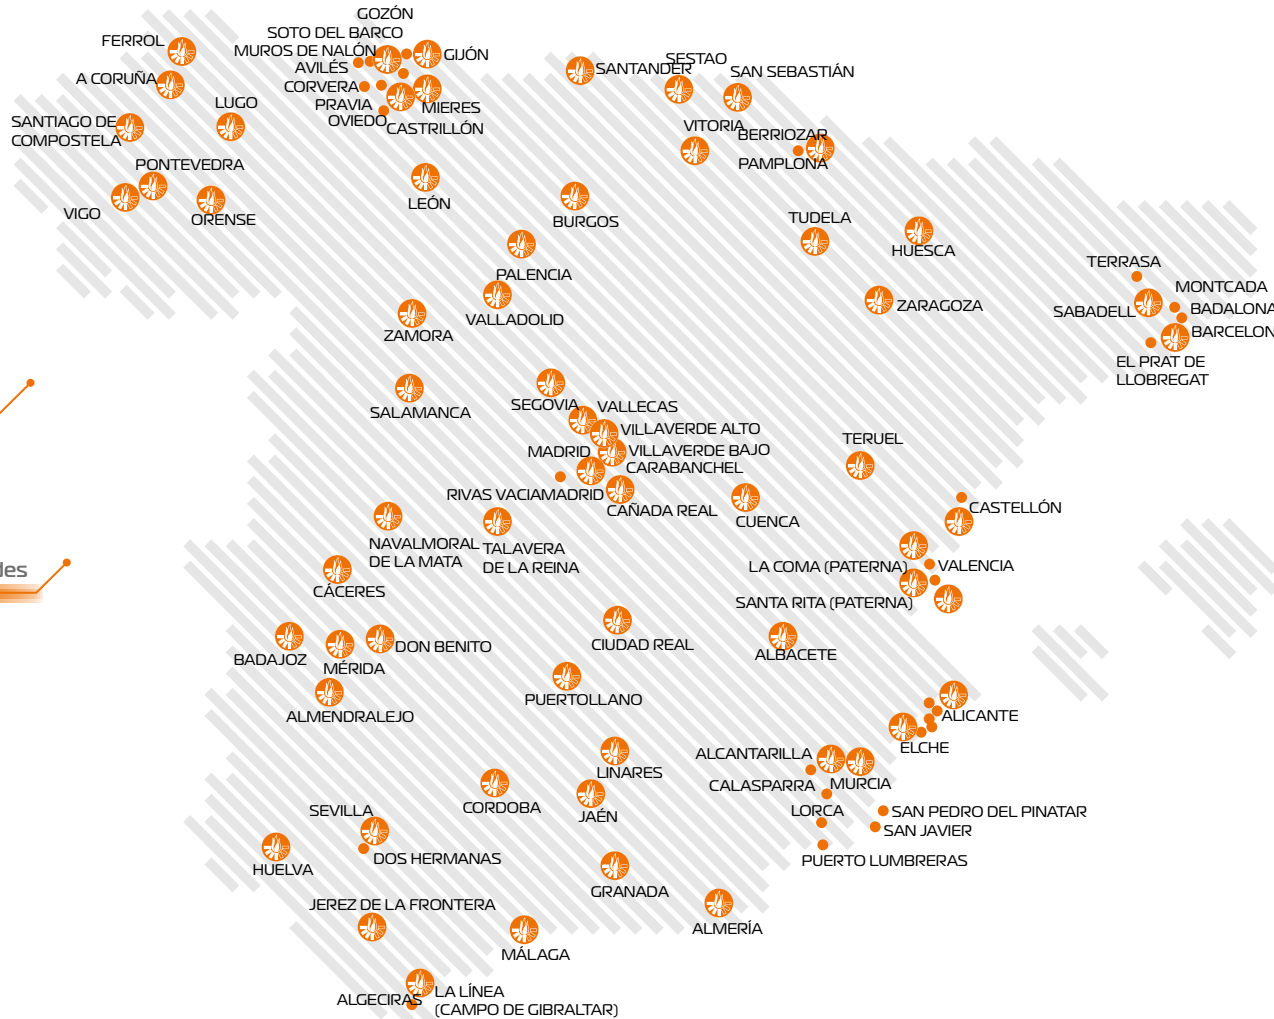 GOZÓN
SOTO DEL BARCO
FERROL
MUROS DE NALÓN
GIJÓN
AVILÉS
SANTANDER
SESTAO
SAN SEBASTIÁN
A CORUÑA
CORVERA
PRAVIA
MIERES
LUGO
OVIEDO
CASTRILLÓN
SANTIAGO DE
COMPOSTELA
VITORIA
BERRIOZAR
PAMPLONA
PONTEVEDRA
VIGO
ORENSE
LEÓN
BURGOS
TUDELA
HUESCA
PALENCIA
TERRASA
MONTCADA
SABADELL
BADALONA
ZARAGOZA
VALLADOLID
ZAMORA
BARCELON
EL PRAT DE
LLOBREGAT
SALAMANCA
SEGOVIA
VALLECAS
VILLAVERDE ALTO
TERUEL
MADRID
VILLAVERDE BAJO
CARABANCHEL
RIVAS VACIAMADRID
CAÑADA REAL
CUENCA
CASTELLÓN
NAVALMORAL
DE LA MATA
TALAVERA
DE LA REINA
LA COMA (PATERNA)
VALENCIA
des
CÁCERES
SANTA RITA (PATERNA)
BADAJOZ
MÉRIDA
DON BENITO
CIUDAD REAL
ALBACETE
PUERTOLLANO
ALMENDRALEJO
ALICANTE
ELCHE
ALCANTARILLA
LINARES
CALASPARRA
MURCIA
CORDOBA
JAÉN
SEVILLA
LORCA
SAN PEDRO DEL PINATAR
SAN JAVIER
DOS HERMANAS
HUELVA
PUERTO LUMBRERAS
GRANADA
JEREZ DE LA FRONTERA
ALMERÍA
MÁLAGA
ALGECIRAS
LA LÍNEA
(CAMPO DE GIBRALTAR)